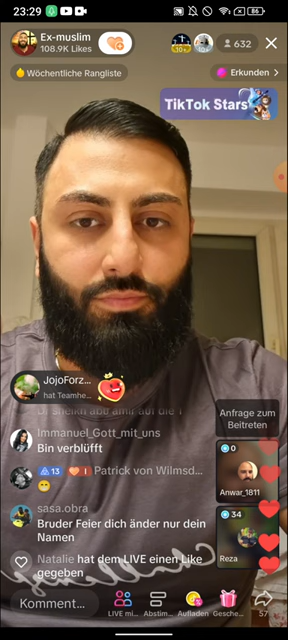 23:29
86
Ex-muslim
108.9K Likes
632
Wöchentliche Rangliste
Erkunden >
TikTok Stars
JojoForz...
hat Teamhe...
Immanuel_Gott_mit_uns
Bin verblüfft
13 1 Patrick von Wilmsd...
sasa.obra
Bruder Feier dich änder nur dein
Namen
Natalie hat dem LIVE einen Like
gegeben
Anfrage zum
Beitreten
0
Anwar_1811
34
Reza
Komment...
LIVE mi...
Abstim...
Aufladen
Gesche...
57